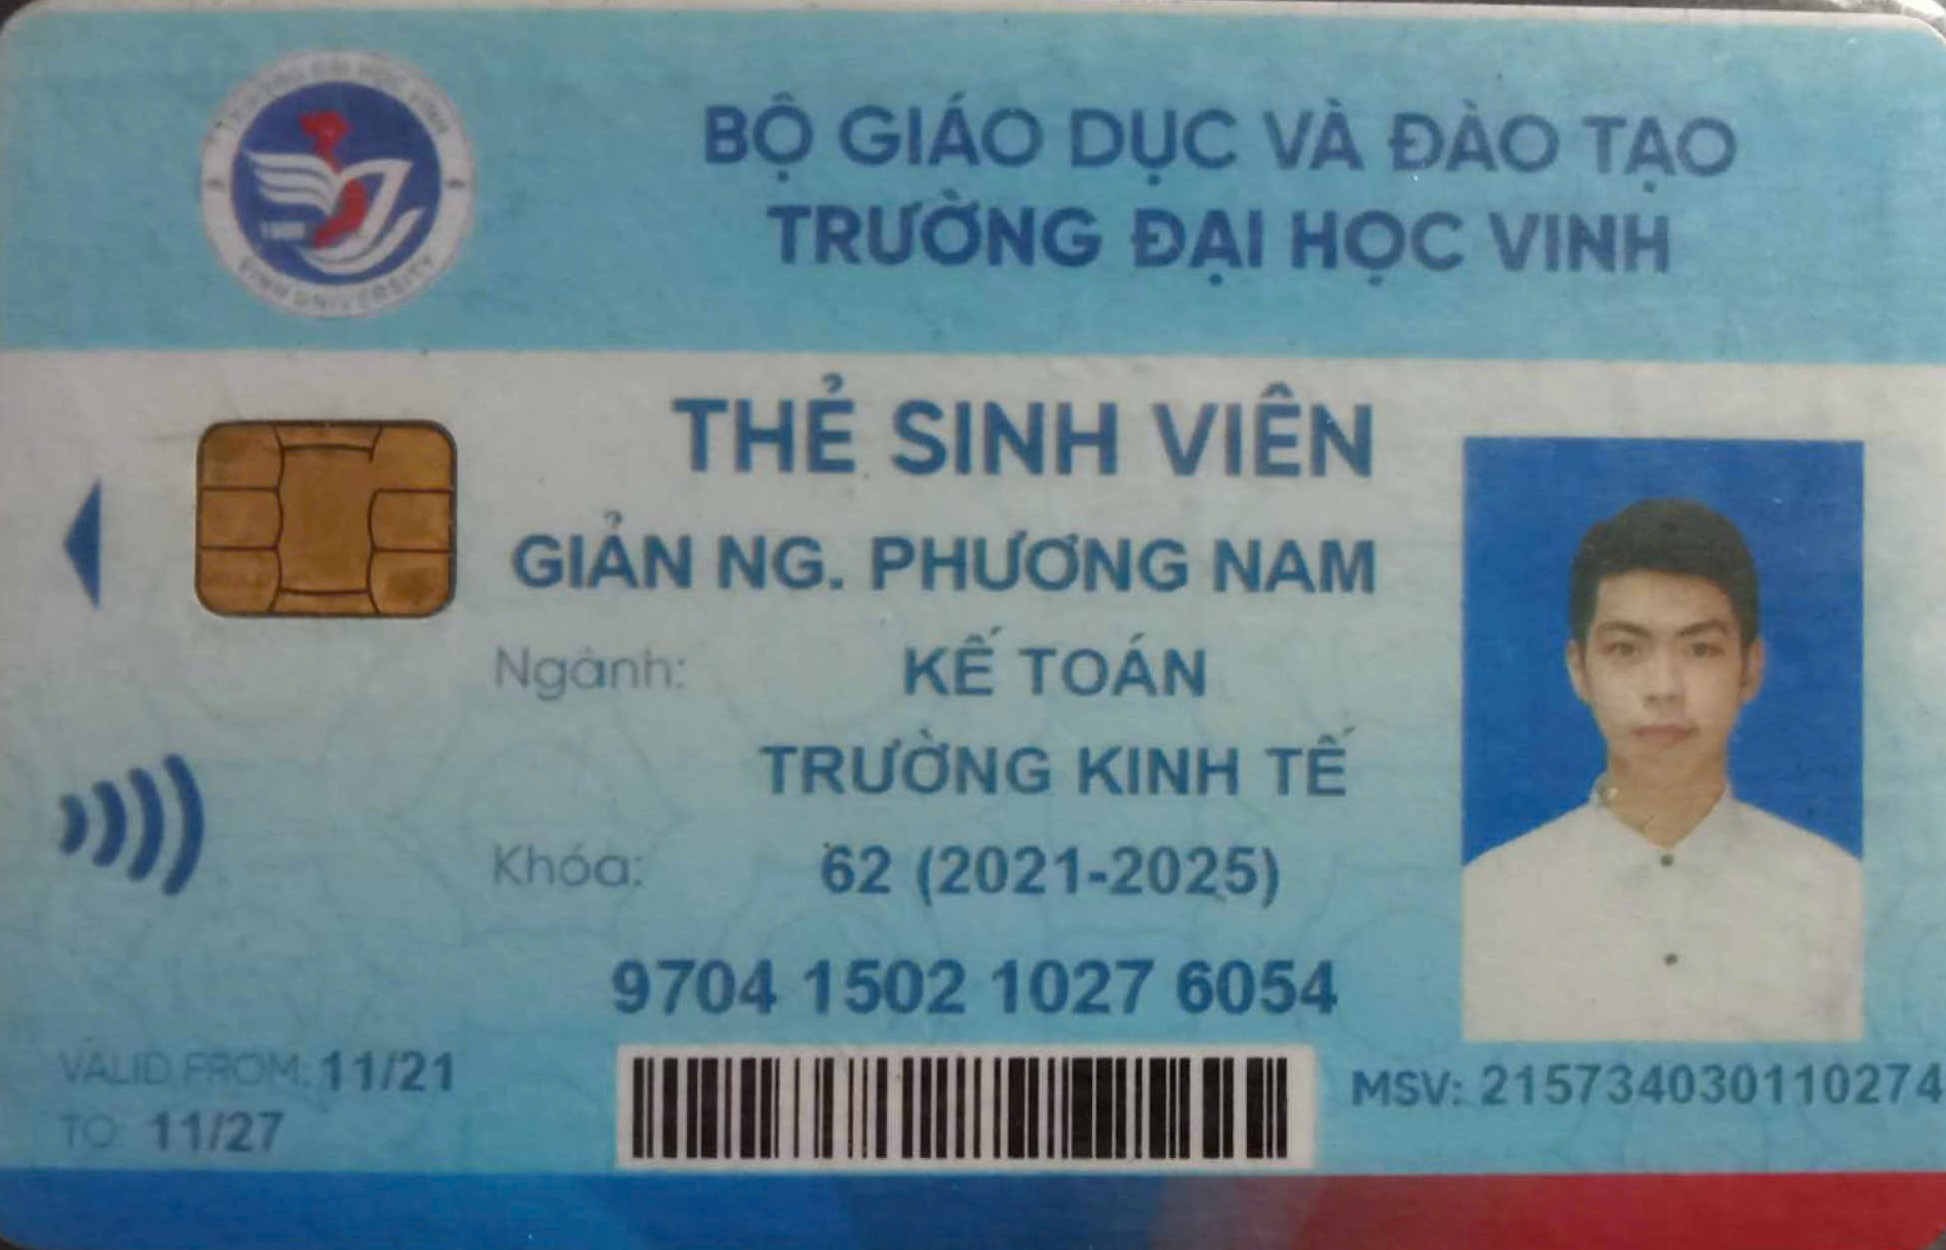 TRƯỜNG ĐẠI HỌC VINH
VINH UNIVERSITY
BỘ GIÁO DỤC VÀ ĐÀO TẠO
TRƯỜNG ĐẠI HỌC VINH
THẺ SINH VIÊN
GIẢN NG. PHƯƠNG NAM
Ngành: KẾ TOÁN
TRƯỜNG KINH TẾ
Khóa: 62 (2021-2025)
9704 1502 1027 6054
VALID FROM: 11/21
TO: 11/27
MSV: 215734030110274